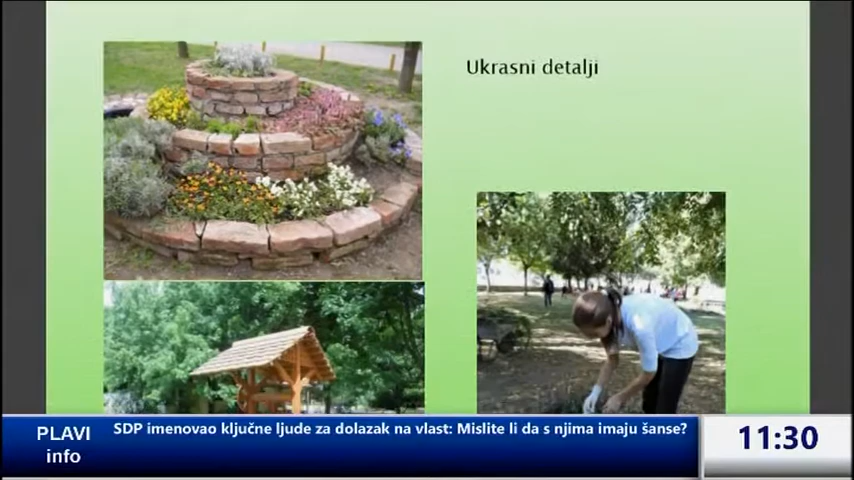 Ukrasni detalji
PLAVI
info
SDP imenovao ključne ljude za dolazak na vlast: Mislite li da s njima imaju šanse?
11:30